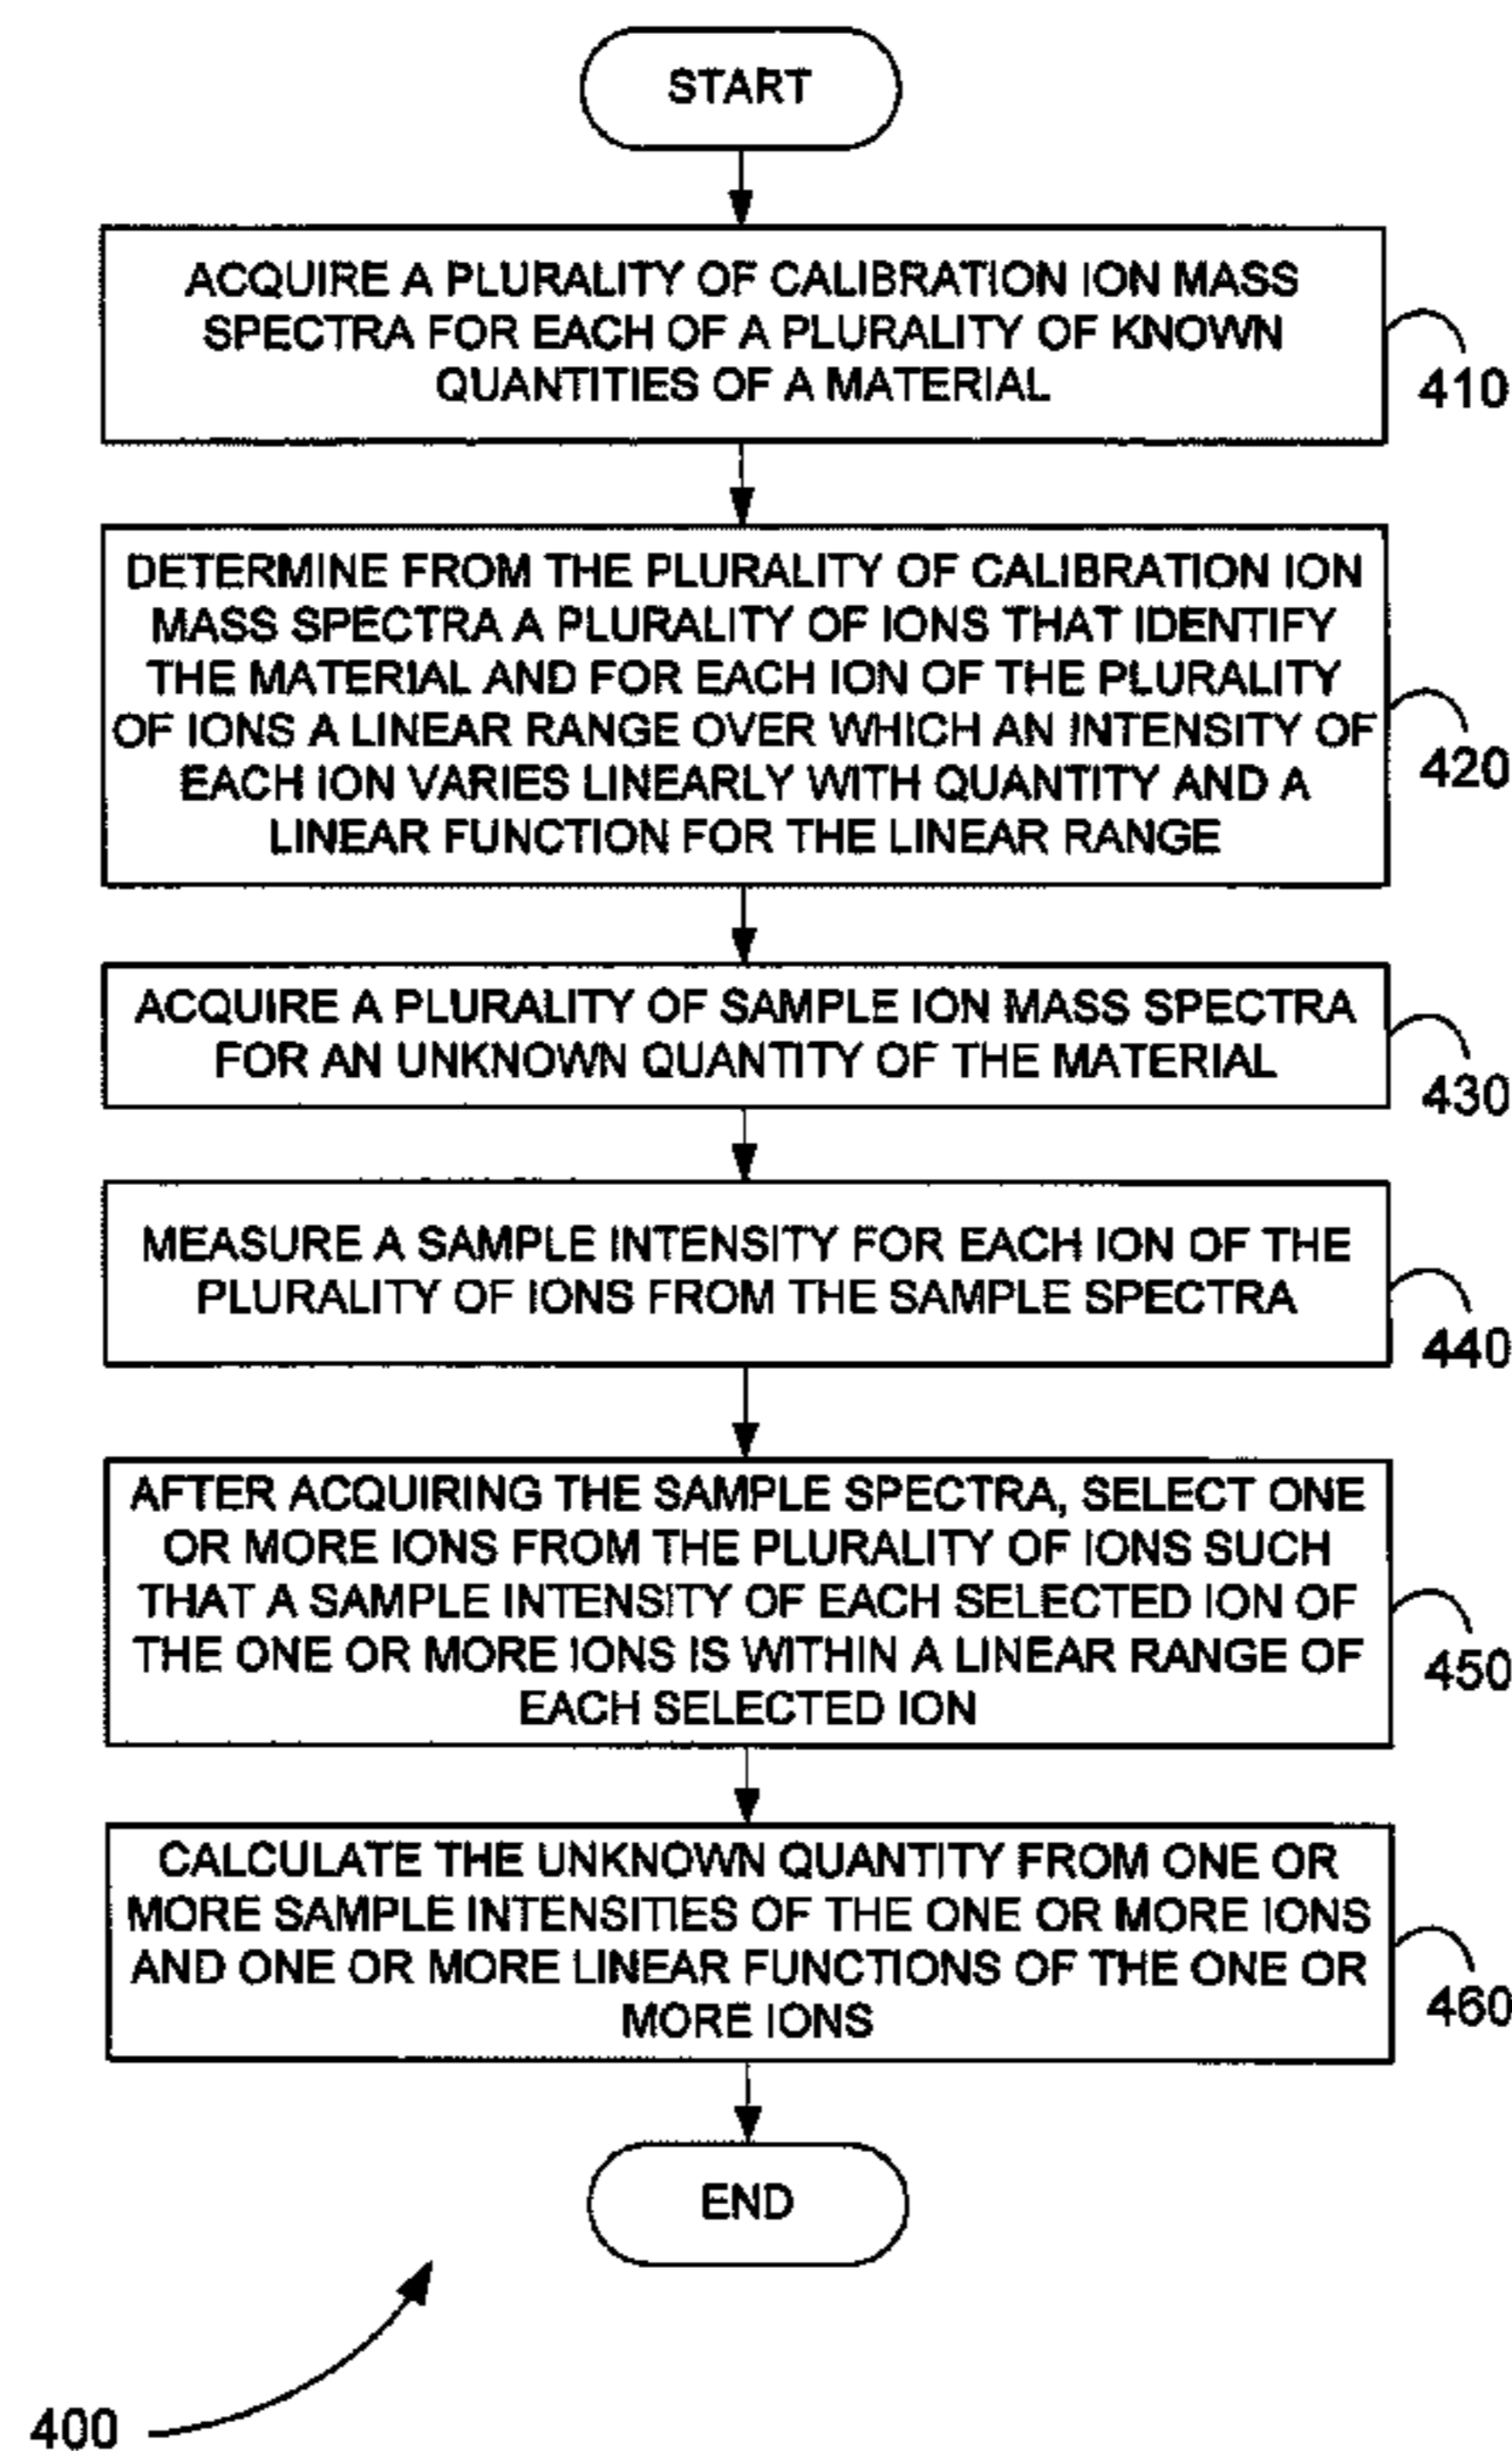 START
ACQUIRE A PLURALITY OF CALIBRATION ION MASS
SPECTRA FOR EACH OF A PLURALITY OF KNOWN
QUANTITIES OF A MATERIAL
410
DETERMINE FROM THE PLURALITY OF CALIBRATION ION
MASS SPECTRA A PLURALITY OF IONS THAT IDENTIFY
THE MATERIAL AND FOR EACH ION OF THE PLURALITY
OF IONS A LINEAR RANGE OVER WHICH AN INTENSITY OF
EACH ION VARIES LINEARLY WITH QUANTITY AND A
LINEAR FUNCTION FOR THE LINEAR RANGE
420
ACQUIRE A PLURALITY OF SAMPLE ION MASS SPECTRA
FOR AN UNKNOWN QUANTITY OF THE MATERIAL
430
MEASURE A SAMPLE INTENSITY FOR EACH ION OF THE
PLURALITY OF IONS FROM THE SAMPLE SPECTRA
440
AFTER ACQUIRING THE SAMPLE SPECTRA, SELECT ONE
OR MORE IONS FROM THE PLURALITY OF IONS SUCH
THAT A SAMPLE INTENSITY OF EACH SELECTED ION OF
THE ONE OR MORE IONS IS WITHIN A LINEAR RANGE OF
EACH SELECTED ION
450
CALCULATE THE UNKNOWN QUANTITY FROM ONE OR
MORE SAMPLE INTENSITIES OF THE ONE OR MORE IONS
AND ONE OR MORE LINEAR FUNCTIONS OF THE ONE OR
MORE IONS
460
END
400